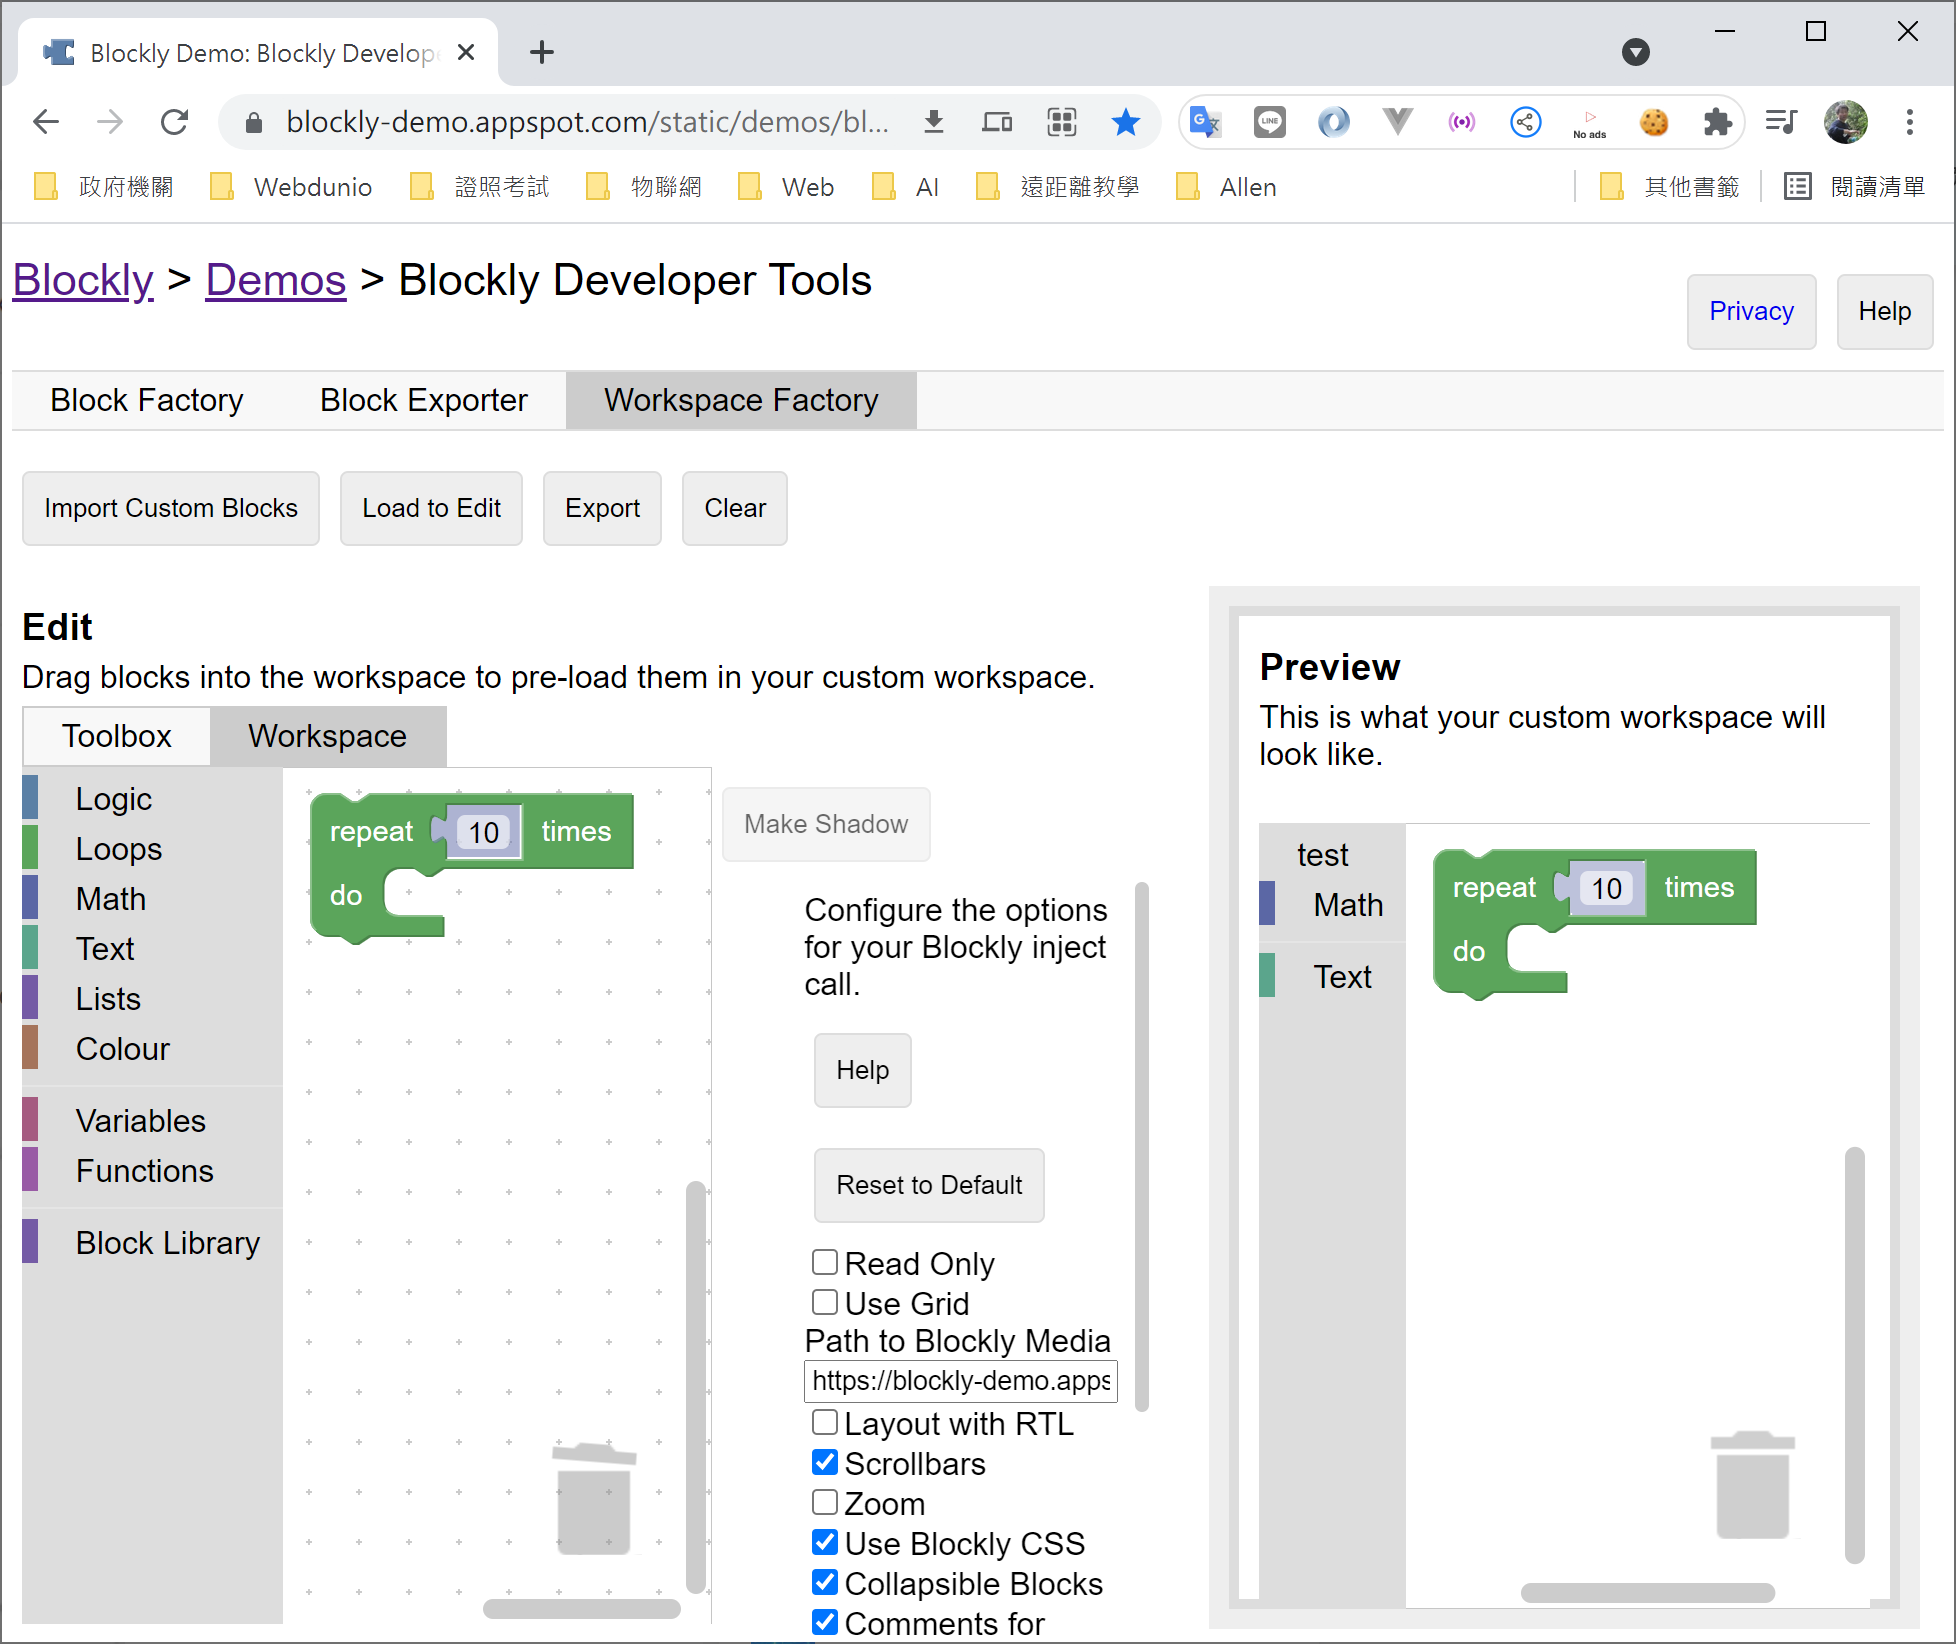 Blockly Demo: Blockly Develope
blockly-demo.appspot.com/static/demos/bl...
LINE
No ads
政府機關
Webdunio
證照考試
物聯網
Web
AI
遠距離教學
Allen
其他書籤
閱讀清單
Blockly > Demos > Blockly Developer Tools
Privacy
Help
Block Factory
Block Exporter
Workspace Factory
Import Custom Blocks
Load to Edit
Export
Clear
Edit
Drag blocks into the workspace to pre-load them in your custom workspace.
Toolbox
Workspace
Logic
Loops
Math
Text
Lists
Colour
Variables
Functions
Block Library
repeat 10 times
do
Make Shadow
Configure the options
for your Blockly inject
call.
Help
Reset to Default
Read Only
Use Grid
Path to Blockly Media
https://blockly-demo.apps
Layout with RTL
Scrollbars
Zoom
Use Blockly CSS
Collapsible Blocks
Comments for
Preview
This is what your custom workspace will
look like.
test
Math
Text
repeat 10 times
do